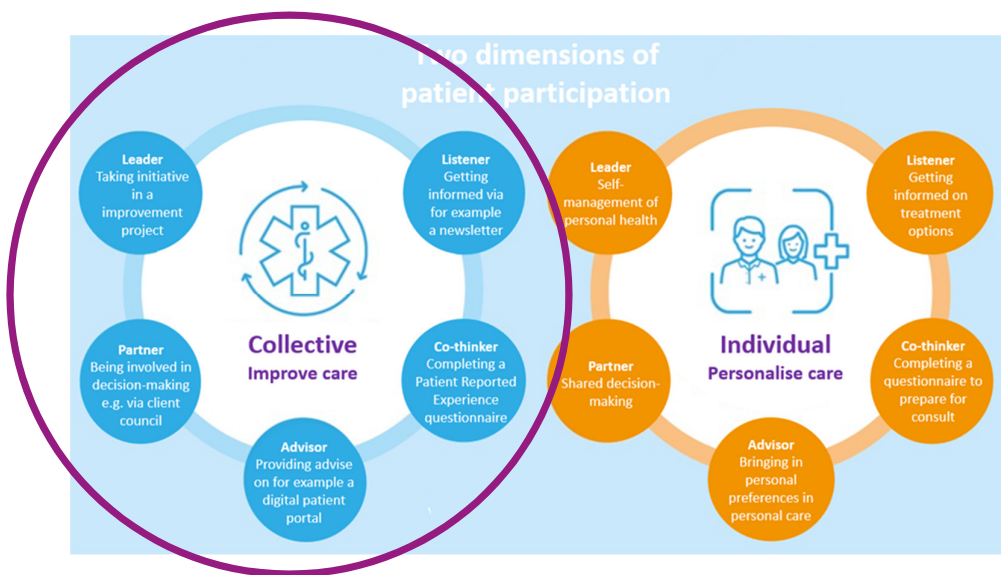 Two dimensions of
patient participation
Leader
Taking initiative
in a
improvement
project
Listener
Getting
informed via
for example
a newsletter
Collective
Improve care
Partner
Being involved in
decision-making
e.g. via client
council
Co-thinker
Completing a
Patient Reported
Experience
questionnaire
Advisor
Providing advise
on for example a
digital patient
portal
Leader
Self-
management of
personal health
Listener
Getting
informed on
treatment
options
Individual
Personalise care
Partner
Shared decision-
making
Co-thinker
Completing a
questionnaire to
prepare for
consult
Advisor
Bringing in
personal
preferences in
personal care